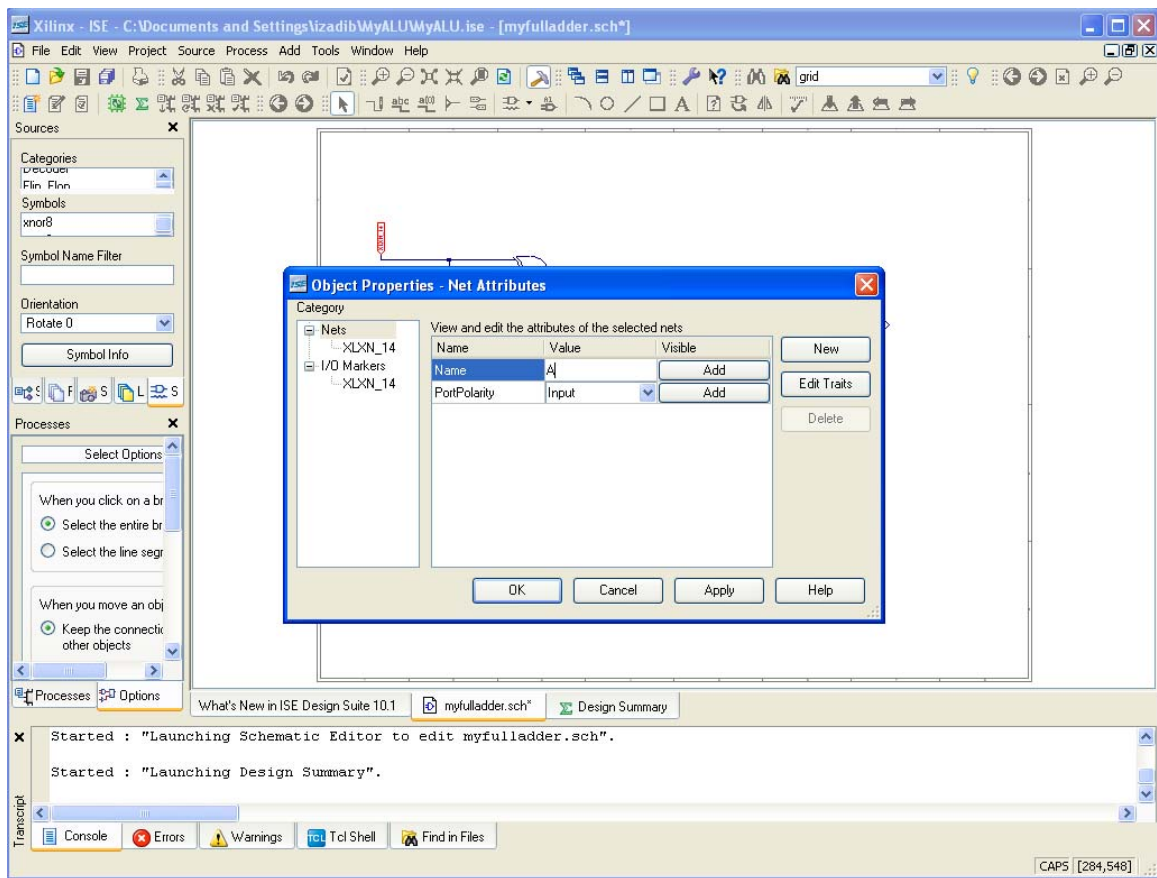 Xilinx - ISE - C:\Documents and Settings\izadib\MyALU\MyALU.ise - [myfulladder.sch*]
File Edit View Project Source Process Add Tools Window Help
grid
Sources
Categories
Decoder
Flip_Flop
Symbols
xnor8
Symbol Name Filter
Orientation
Rotate 0
Symbol Info
S F S L S
Processes
Select Options
When you click on a br
Select the entire br
Select the line segr
When you move an obj
Keep the connectic
other objects
Processes Options
XLXN_14
Object Properties - Net Attributes
Category
Nets
XLXN_14
I/O Markers
XLXN_14
View and edit the attributes of the selected nets
Name Value Visible
Name A Add
PortPolarity Input Add
New
Edit Traits
Delete
OK Cancel Apply Help
What's New in ISE Design Suite 10.1 myfulladder.sch* Design Summary
Started : "Launching Schematic Editor to edit myfulladder.sch".
Started : "Launching Design Summary".
Transcript
Console Errors Warnings Tcl Shell Find in Files
CAPS [284,548]